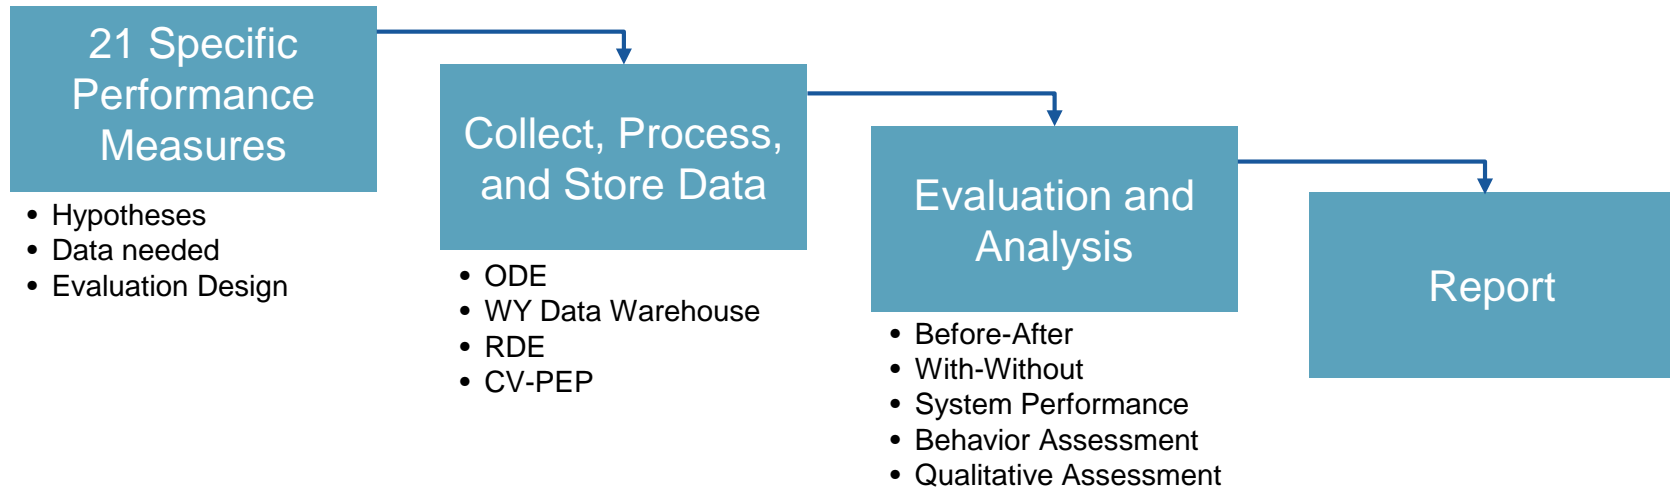 21 Specific
Performance
Measures
• Hypotheses
• Data needed
• Evaluation Design
Collect, Process,
and Store Data
• ODE
• WY Data Warehouse
• RDE
• CV-PEP
Evaluation and
Analysis
• Before-After
• With-Without
• System Performance
• Behavior Assessment
• Qualitative Assessment
Report